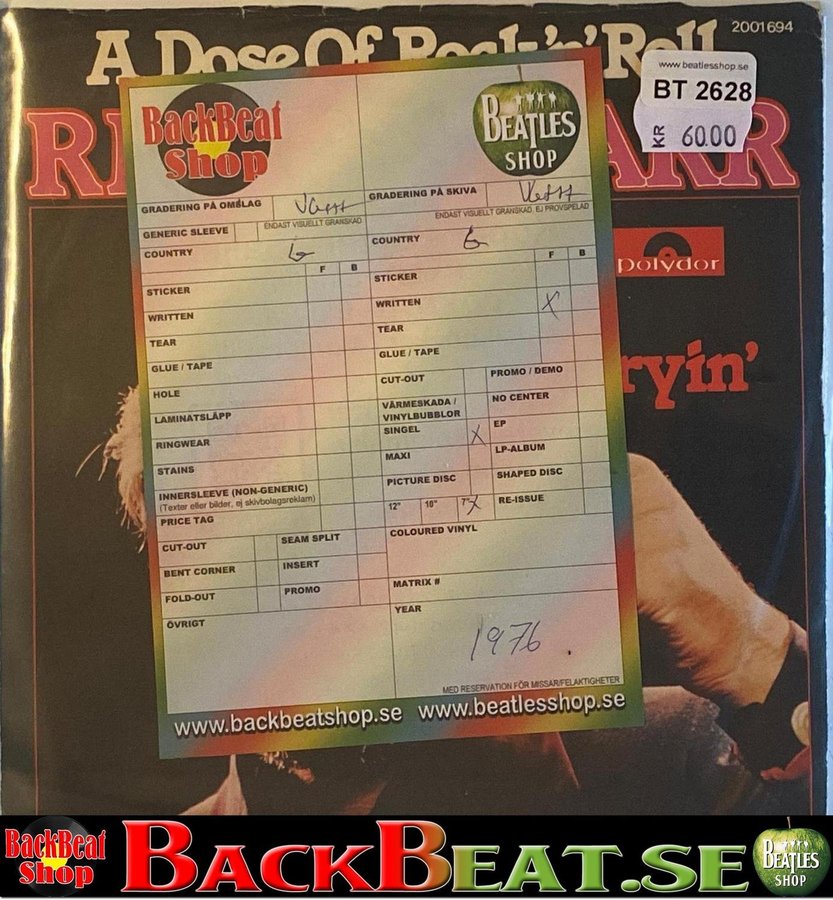 2001694
A Dose Of Rock'n'Roll
www.beatlesshop.se
BT 2628
KR 60.00
ARR
BackBeat
Shop
BEATLES
SHOP
GRADERING PÅ OMSLAG
ENDAST VISUELLT GRANSKAD
GENERIC SLEEVE
COUNTRY
F B
STICKER
WRITTEN
TEAR
GLUE / TAPE
HOLE
LAMINATSLÄPP
RINGWEAR
STAINS
INNERSLEEVE (NON-GENERIC)
(Texter eller bilder, ej skivbolagsreklam)
PRICE TAG
CUT-OUT SEAM SPLIT
BENT CORNER INSERT
FOLD-OUT PROMO
ÖVRIGT
GRADERING PÅ SKIVA
ENDAST VISUELLT GRANSKAD, EJ PROVSPELAD
COUNTRY
F B
STICKER
WRITTEN X
TEAR
GLUE / TAPE
CUT-OUT PROMO / DEMO
VÄRMESKADA /
VINYLBUBBLOR NO CENTER
SINGEL X EP
MAXI LP-ALBUM
PICTURE DISC SHAPED DISC
12" 10" 7" X RE-ISSUE
COLOURED VINYL
MATRIX #
YEAR
1976
MED RESERVATION FÖR MISSAR/FELAKTIGHETER
www.backbeatshop.se www.beatlesshop.se
polydor
ryin'
BackBeat
Shop
BACKBEAT.SE
BEATLES
SHOP